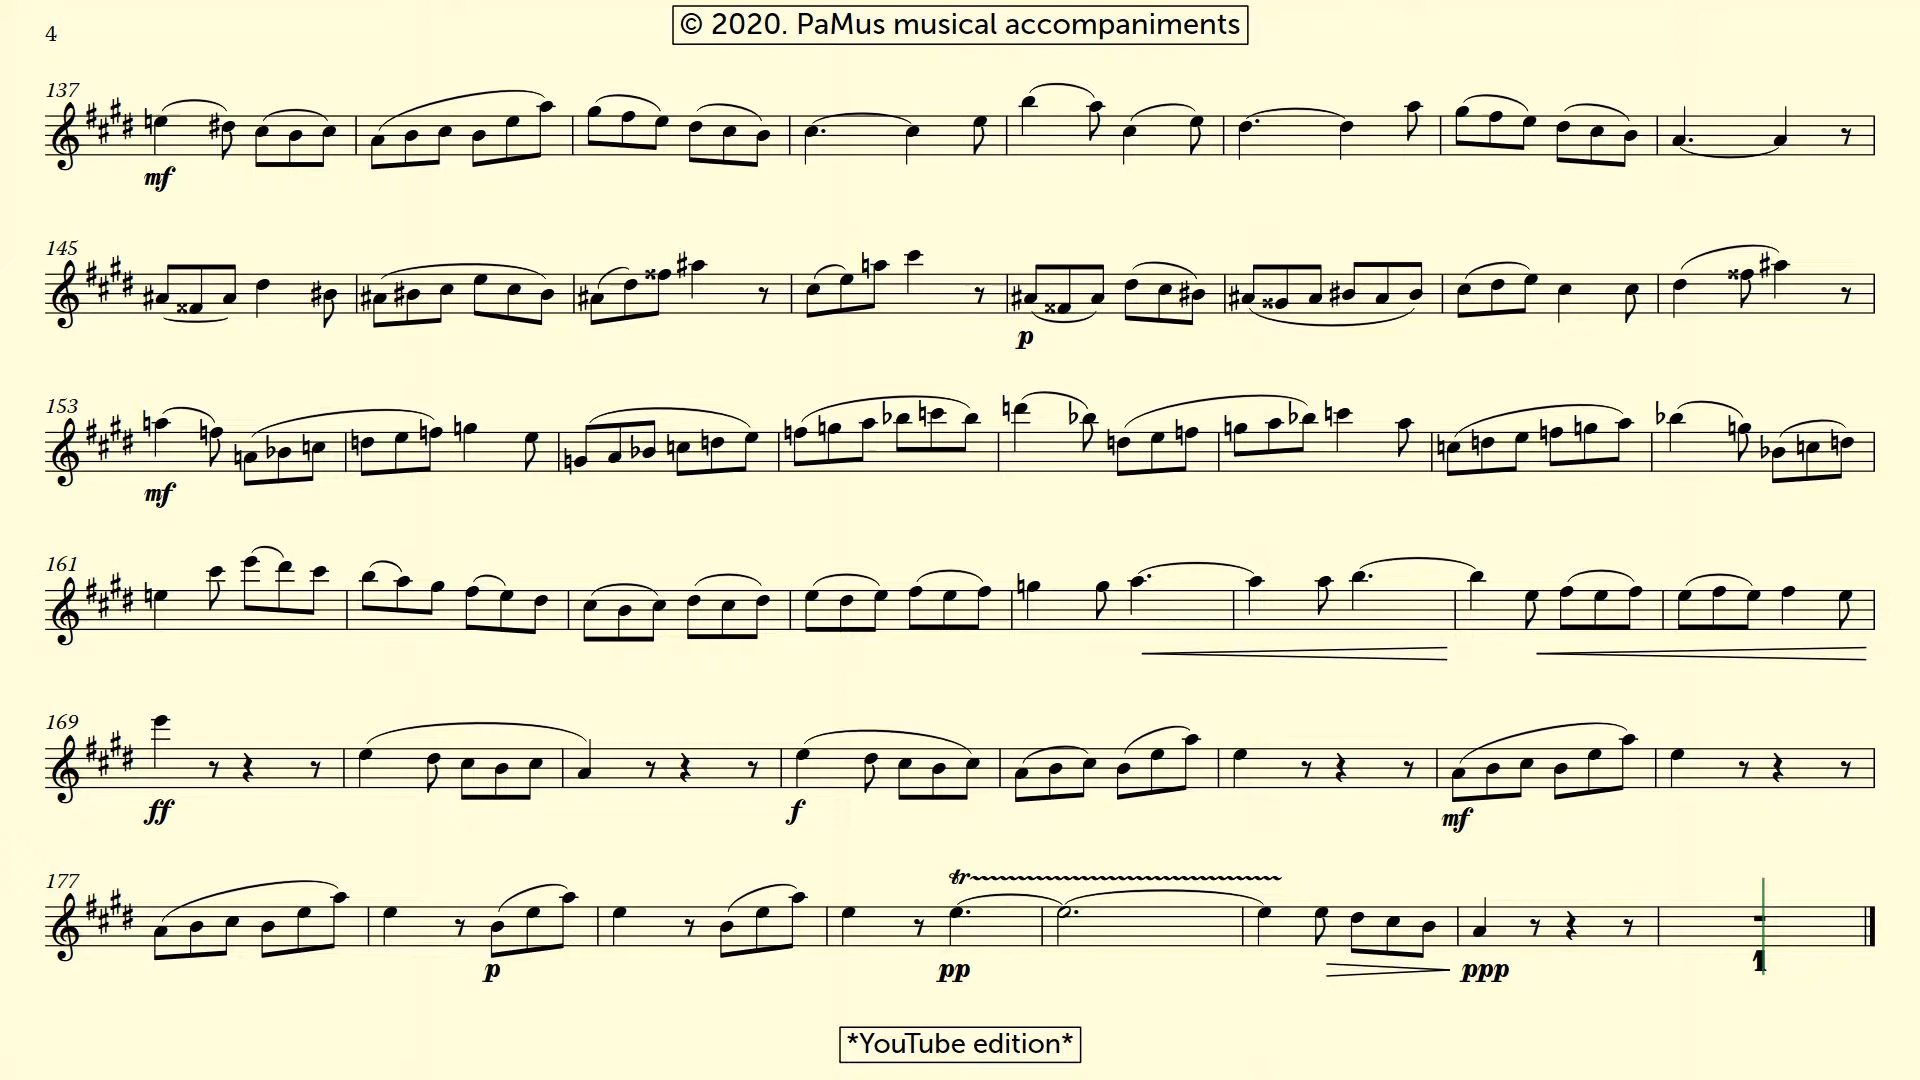 4
© 2020. PaMus musical accompaniments
137
mf
145
p
153
mf
161
169
ff
f
mf
177
tr
p
pp
ppp
1
*YouTube edition*